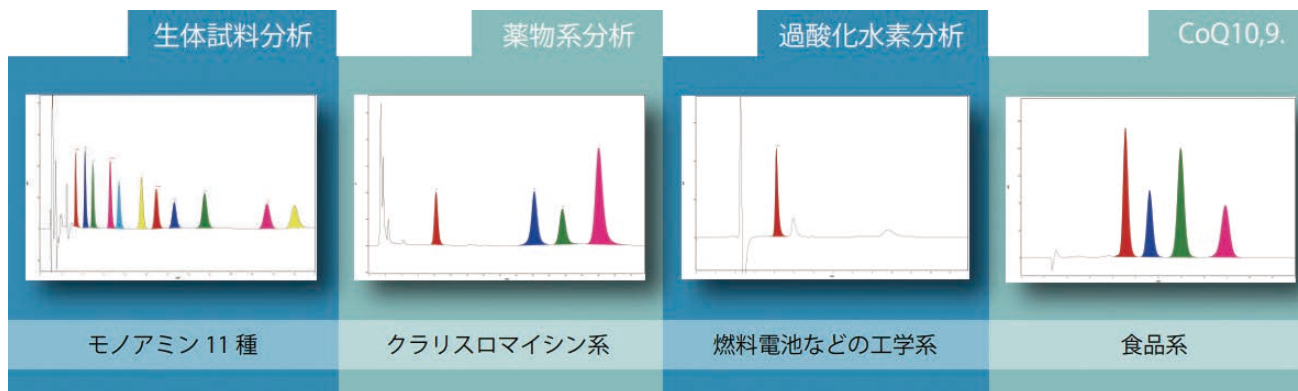 生体試料分析
薬物系分析
過酸化水素分析
CoQ10,9.
モノアミン 11 種
クラリスロマイシン系
燃料電池などの工学系
食品系